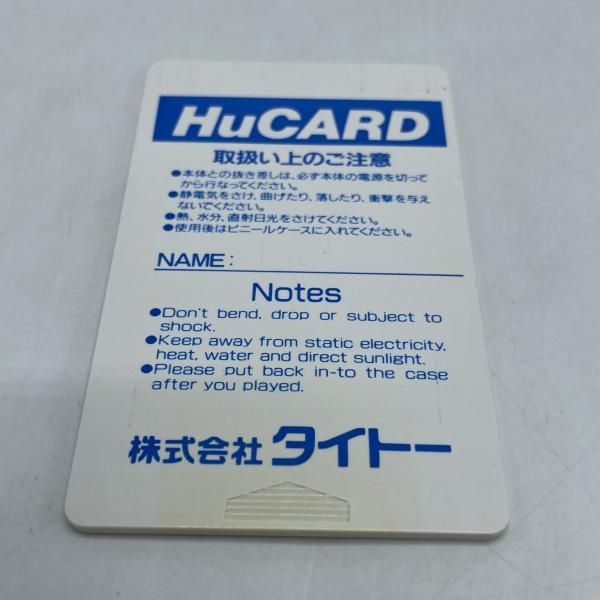 HuCARD
取扱い上のご注意
●本体との抜き差しは、必ず本体の電源を切って
から行なってください。
●静電気をさけ、曲げたり、落したり、衝撃を与え
ないでください。
●熱、水分、直射日光をさけてください。
●使用後はビニールケースに入れてください。
NAME:
Notes
●Don't bend, drop or subject to
shock.
●Keep away from static electricity,
heat, water and direct sunlight.
●Please put back in-to the case
after you played.
株式会社 タイトー